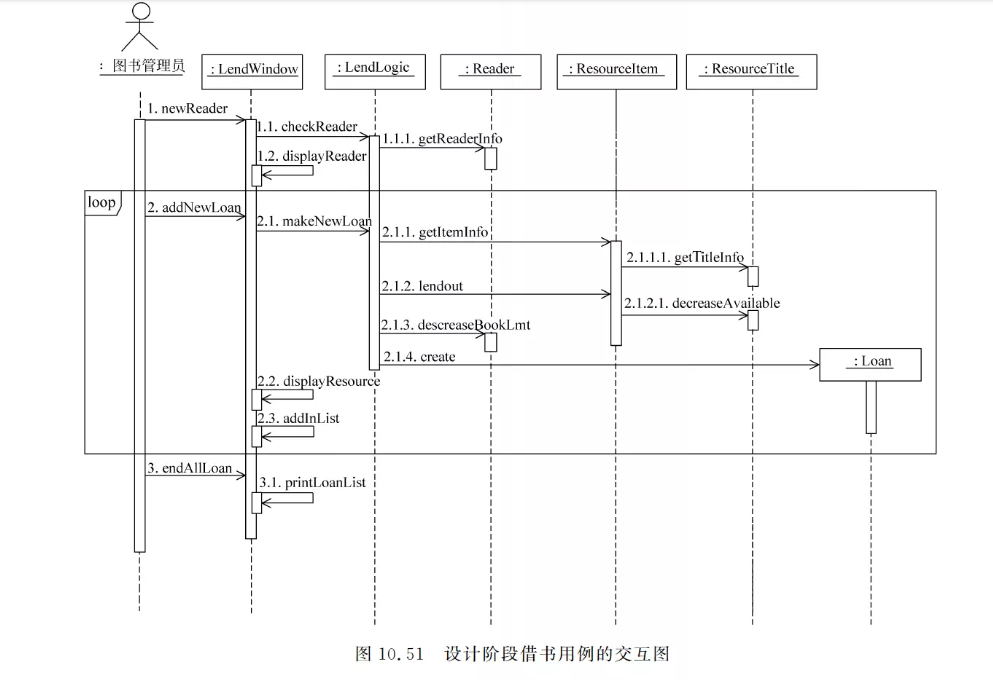 : 图书管理员
: LendWindow
: LendLogic
: Reader
: ResourceItem
: ResourceTitle
1. newReader
1.1. checkReader
1.1.1. getReaderInfo
1.2. displayReader
loop
2. addNewLoan
2.1. makeNewLoan
2.1.1. getItemInfo
2.1.1.1. getTitleInfo
2.1.2. lendout
2.1.2.1. decreaseAvailable
2.1.3. descreaseBookLmt
2.1.4. create
: Loan
2.2. displayResource
2.3. addInList
3. endAllLoan
3.1. printLoanList
图 10.51 设计阶段借书用例的交互图